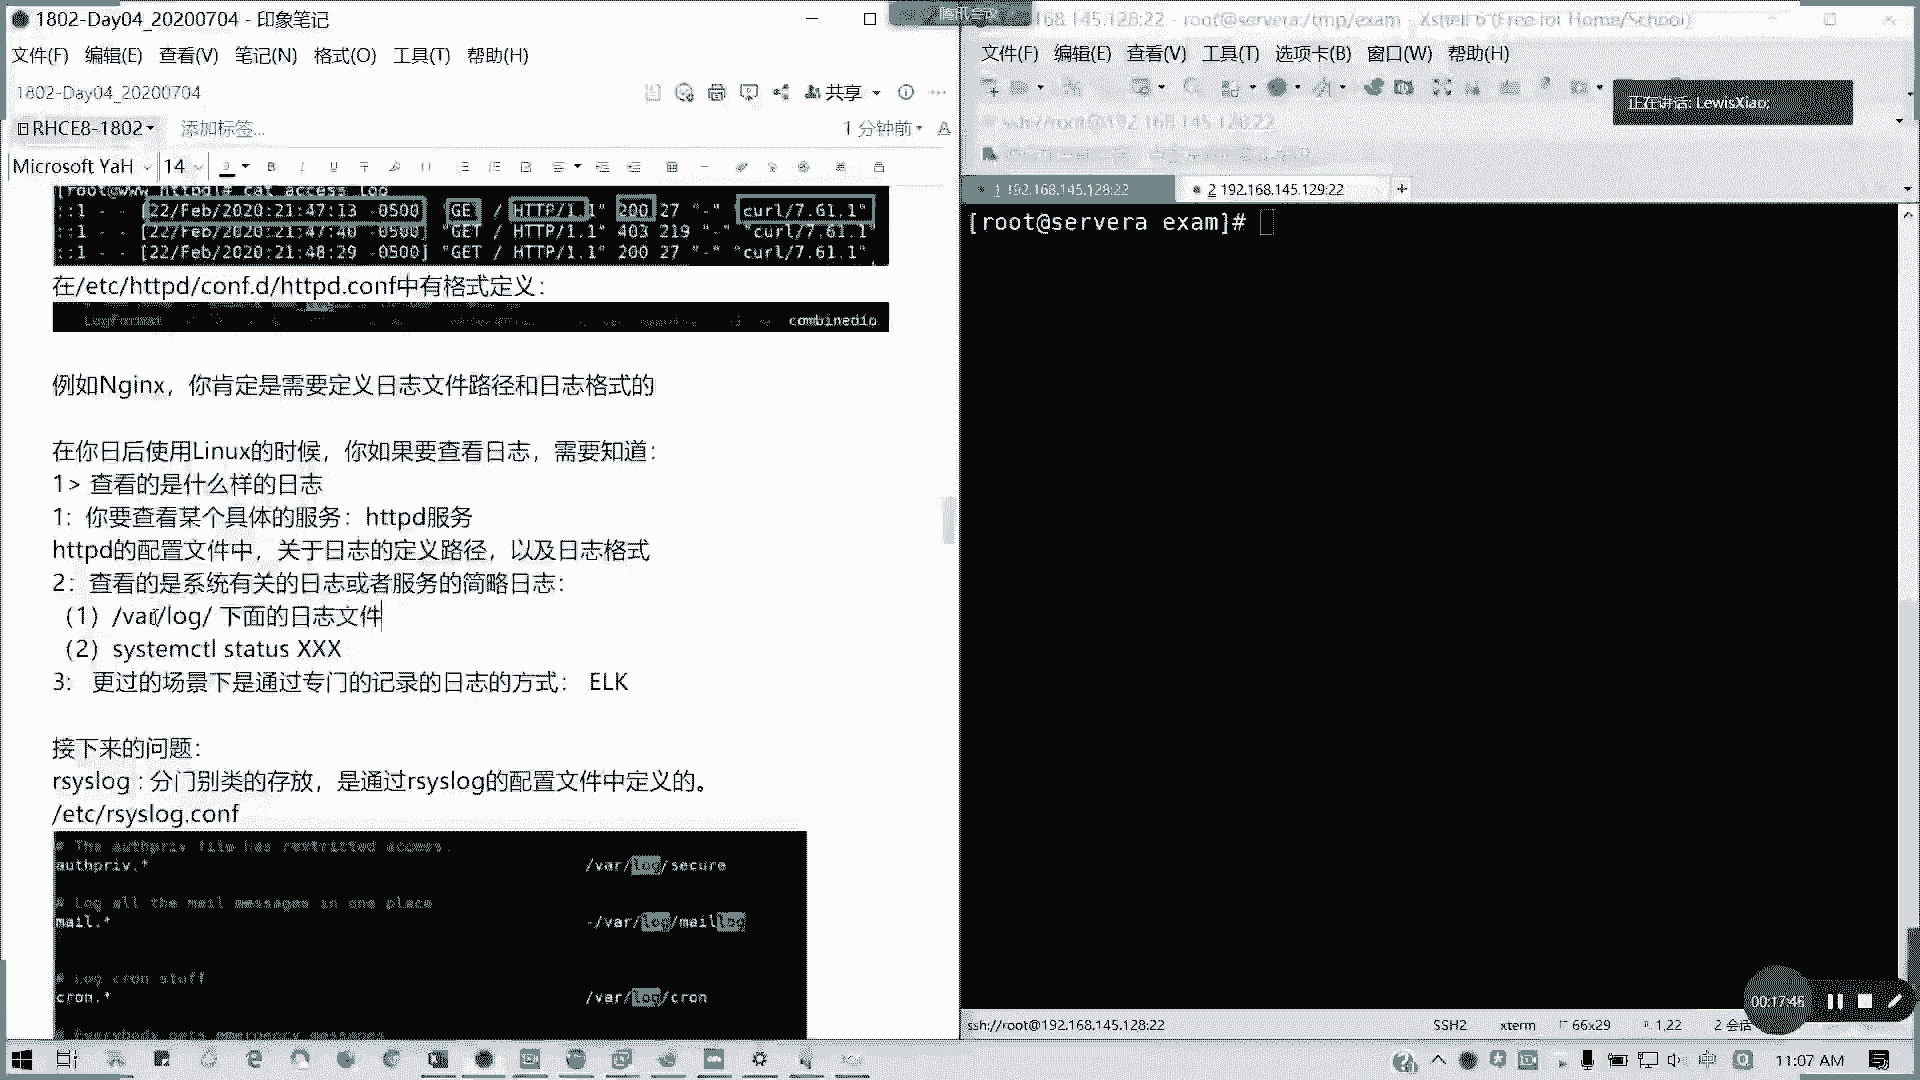 1802-Day04_20200704 - 印象笔记
文件(F) 编辑(E) 查看(V) 笔记(N) 格式(O) 工具(T) 帮助(H)
1802-Day04_20200704
共享
RHCE8-1802
添加标签...
1 分钟前
Microsoft YaH 14
[root@www httpd]# cat access_log
::1 - - [22/Feb/2020:21:47:13 -0500] "GET / HTTP/1.1" 200 27 "-" "curl/7.61.1"
::1 - - [22/Feb/2020:21:47:40 -0500] "GET / HTTP/1.1" 403 219 "-" "curl/7.61.1"
::1 - - [22/Feb/2020:21:48:29 -0500] "GET / HTTP/1.1" 200 27 "-" "curl/7.61.1"
在/etc/httpd/conf.d/httpd.conf中有格式定义：
LogFormat combinedio
例如Nginx，你肯定是需要定义日志文件路径和日志格式的
在你日后使用Linux的时候，你如果要查看日志，需要知道：
1> 查看的是什么样的日志
1：你要查看某个具体的服务：httpd服务
httpd的配置文件中，关于日志的定义路径，以及日志格式
2：查看的是系统有关的日志或者服务的简略日志：
（1）/var/log/ 下面的日志文件
（2）systemctl status XXX
3： 更过的场景下是通过专门的记录的日志的方式： ELK
接下来的问题：
rsyslog : 分门别类的存放，是通过rsyslog的配置文件中定义的。
/etc/rsyslog.conf
# The authpriv file has restricted access.
authpriv.* /var/log/secure
# Log all the mail messages in one place
mail.* -/var/log/maillog
# Log cron stuff
cron.* /var/log/cron
# Everybody gets emergency messages
腾讯会议
168.145.128:22 - root@servera:/tmp/exam - Xshell 6 (Free for Home/School)
文件(F) 编辑(E) 查看(V) 工具(T) 选项卡(B) 窗口(W) 帮助(H)
正在讲话: LewisXiao;
ssh://root@192.168.145.128:22
1 192.168.145.128:22
2 192.168.145.129:22
[root@servera exam]#
00:17:46
ssh://root@192.168.145.128:22
SSH2
xterm
66x29
1,22
2 会话
中
11:07 AM